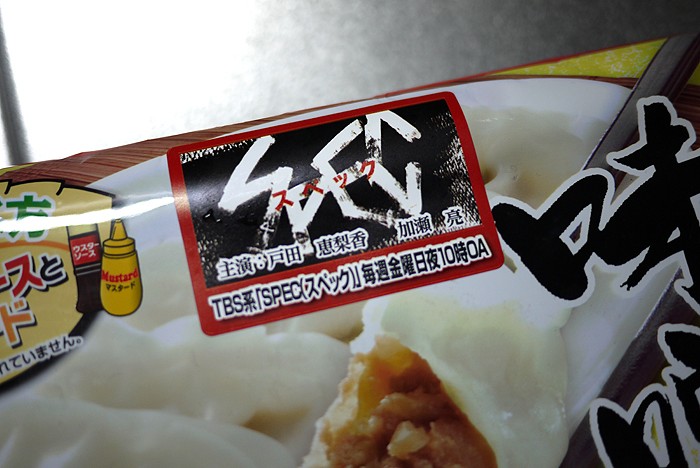 SPEC
スペック
主演：戸田　恵梨香　加瀬　亮
TBS系「SPEC〈スペック〉」毎週金曜日夜10時OA
味
方
ウスター
ソース
Mustard
マスタード
ースと
ド
れていません。